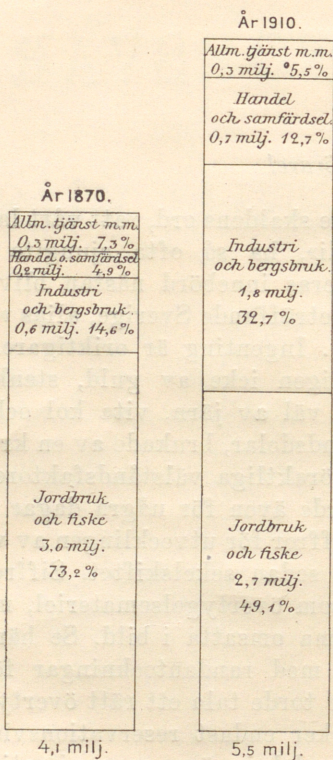 År 1870.
Allm. tjänst m.m.
0,3 milj. 7,3 %
Handel o. samfärdsel
0,2 milj. 4,9 %
Industri
och bergsbruk.
0,6 milj. 14,6 %
Jordbruk
och fiske
3,0 milj.
73,2 %
4,1 milj.
År 1910.
Allm. tjänst m.m.
0,3 milj. 5,5 %
Handel
och samfärdsel.
0,7 milj. 12,7 %
Industri
och bergsbruk.
1,8 milj.
32,7 %
Jordbruk
och fiske
2,7 milj.
49,1 %
5,5 milj.